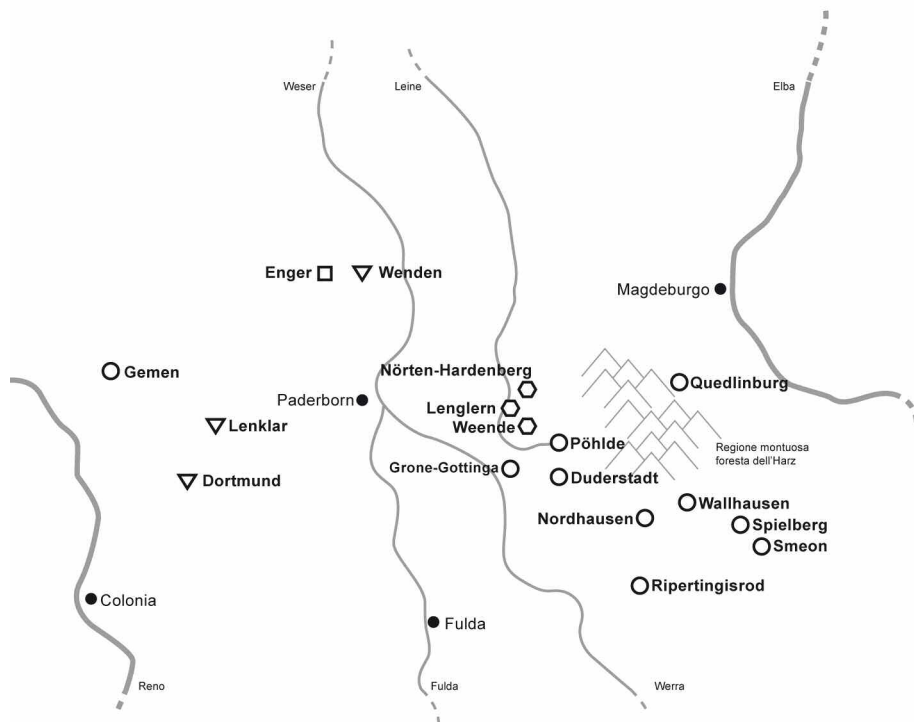 Weser
Leine
Elba
Enger
Wenden
Magdeburgo
Nörten-Hardenberg
Gemen
Quedlinburg
Paderborn
Lenglern
Lenklar
Weende
Pöhlde
Regione montuosa
foresta dell'Harz
Grone-Gottinga
Dortmund
Duderstadt
Wallhausen
Nordhausen
Spielberg
Smeon
Ripertingisrod
Colonia
Fulda
Reno
Fulda
Werra